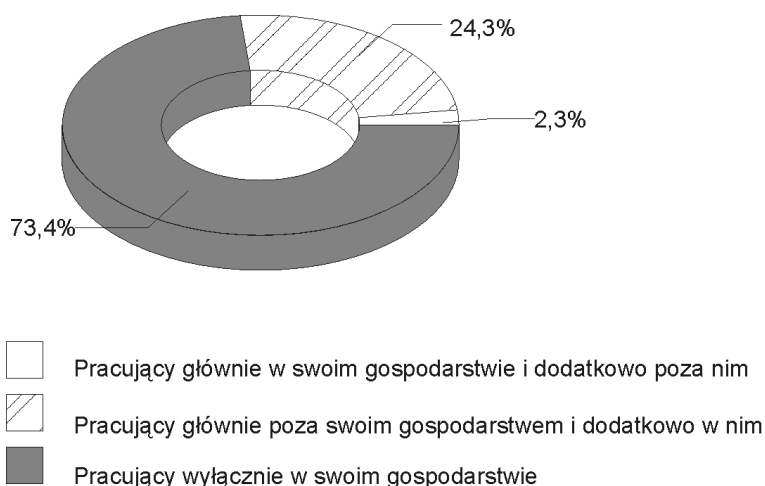 24,3%
2,3%
73,4%
Pracujący głównie w swoim gospodarstwie i dodatkowo poza nim
Pracujący głównie poza swoim gospodarstwem i dodatkowo w nim
Pracujący wyłącznie w swoim gospodarstwie